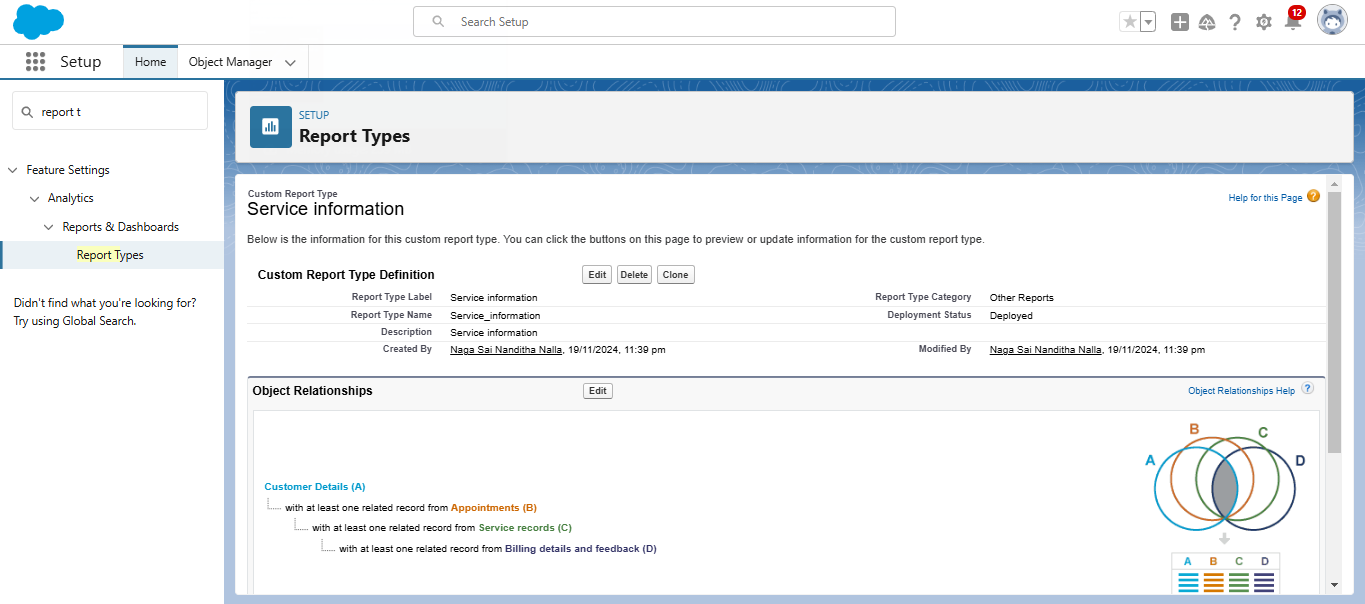 Search Setup
12
Setup
Home
Object Manager
report t
Feature Settings
Analytics
Reports & Dashboards
Report Types
Didn't find what you're looking for?
Try using Global Search.
SETUP
Report Types
Custom Report Type
Service information
Help for this Page ?
Below is the information for this custom report type. You can click the buttons on this page to preview or update information for the custom report type.
Custom Report Type Definition Edit Delete Clone
Report Type Label Service information Report Type Category Other Reports
Report Type Name Service_information Deployment Status Deployed
Description Service information
Created By Naga Sai Nanditha Nalla, 19/11/2024, 11:39 pm Modified By Naga Sai Nanditha Nalla, 19/11/2024, 11:39 pm
Object Relationships Edit Object Relationships Help ?
B C
A D
Customer Details (A)
with at least one related record from Appointments (B)
with at least one related record from Service records (C)
with at least one related record from Billing details and feedback (D)
A B C D